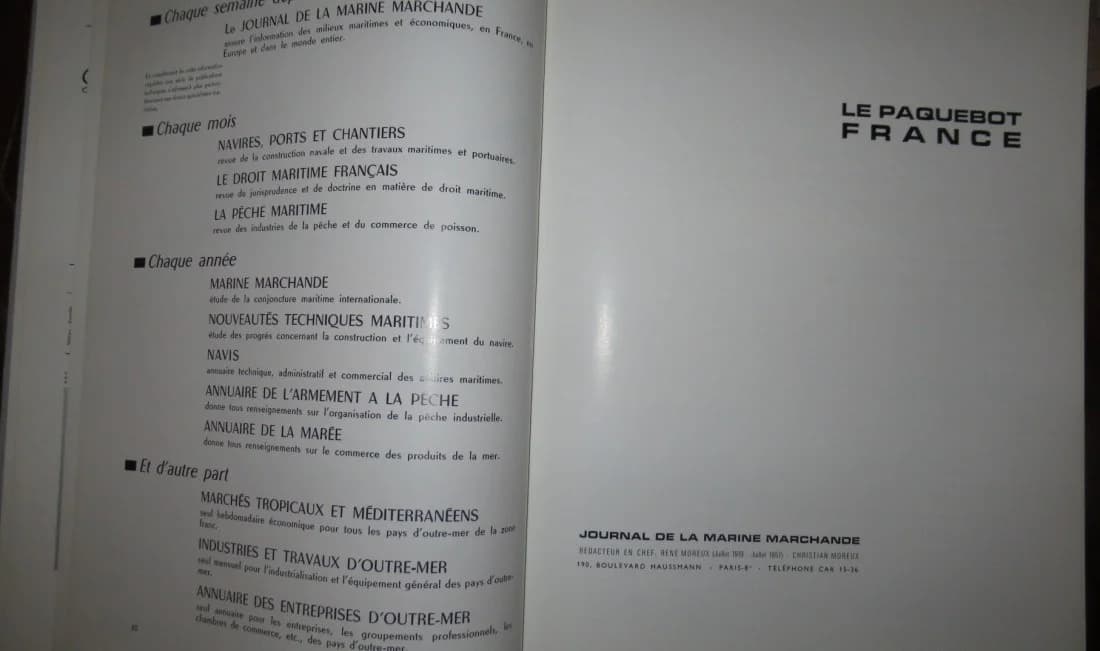 ■ Chaque semaine
Le JOURNAL DE LA MARINE MARCHANDE
assure l'information des milieux maritimes et économiques, en France, en
Europe et dans le monde entier.
■ Chaque mois
NAVIRES, PORTS ET CHANTIERS
revue de la construction navale et des travaux maritimes et portuaires.
LE DROIT MARITIME FRANÇAIS
revue de jurisprudence et de doctrine en matière de droit maritime.
LA PÊCHE MARITIME
revue des industries de la pêche et du commerce de poisson.
■ Chaque année
MARINE MARCHANDE
étude de la conjoncture maritime internationale.
NOUVEAUTÉS TECHNIQUES MARITIMES
étude des progrès concernant la construction et l'équipement du navire.
NAVIS
annuaire technique, administratif et commercial des maritimes.
ANNUAIRE DE L'ARMEMENT A LA PÊCHE
donne tous renseignements sur l'organisation de la pêche industrielle.
ANNUAIRE DE LA MARÉE
donne tous renseignements sur le commerce des produits de la mer.
■ Et d'autre part
MARCHÉS TROPICAUX ET MÉDITERRANÉENS
seul hebdomadaire économique pour tous les pays d'outre-mer de la zone
franc.
INDUSTRIES ET TRAVAUX D'OUTRE-MER
seul mensuel pour l'industrialisation et l'équipement général des pays d'outre-
mer.
ANNUAIRE DES ENTREPRISES D'OUTRE-MER
seul annuaire pour les entreprises, les groupements professionnels, les
chambres de commerce, etc., des pays d'outre-mer.
LE PAQUEBOT
FRANCE
JOURNAL DE LA MARINE MARCHANDE
RÉDACTEUR EN CHEF. RENÉ MOREUX - CHRISTIAN MOREUX
190, BOULEVARD HAUSSMANN - PARIS-8e - TÉLÉPHONE CAR 15-36